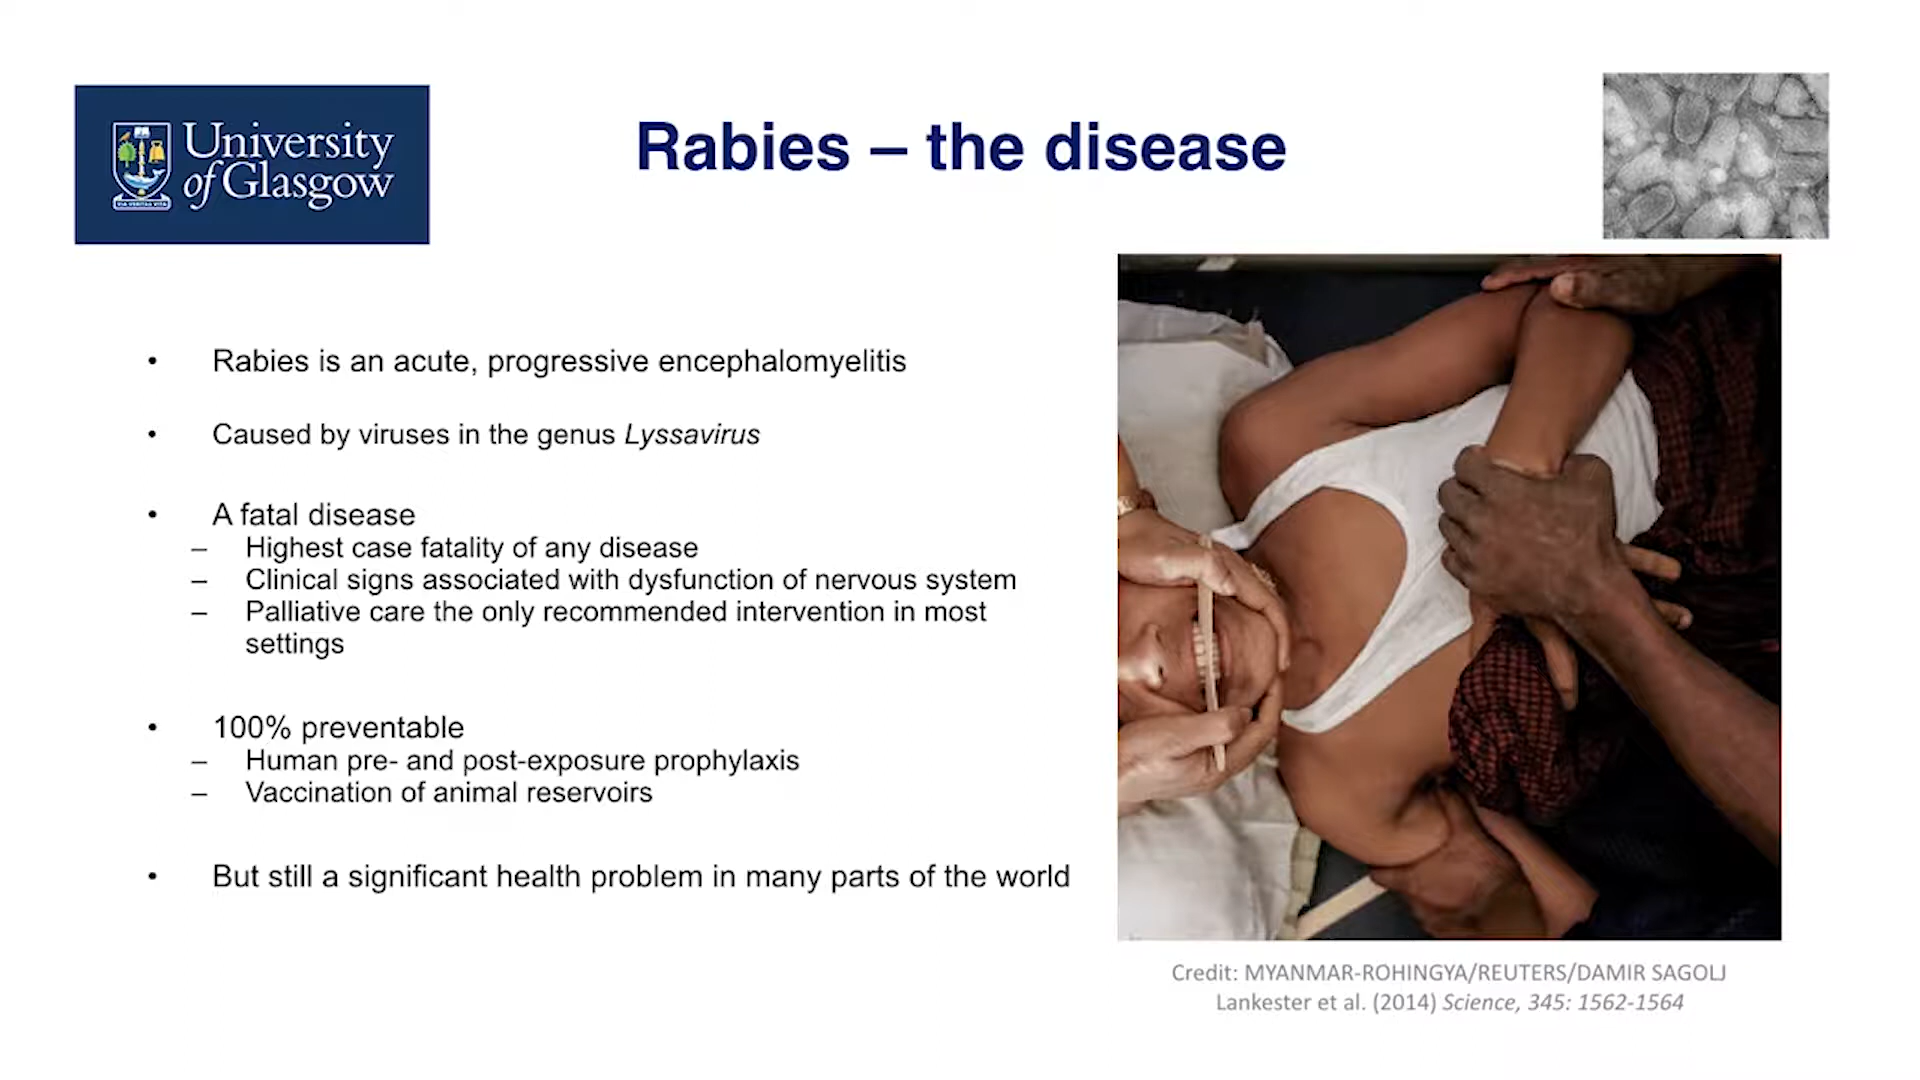 University
of Glasgow
VIA VERITAS VITA
Rabies – the disease
• Rabies is an acute, progressive encephalomyelitis
• Caused by viruses in the genus Lyssavirus
• A fatal disease
– Highest case fatality of any disease
– Clinical signs associated with dysfunction of nervous system
– Palliative care the only recommended intervention in most
settings
• 100% preventable
– Human pre- and post-exposure prophylaxis
– Vaccination of animal reservoirs
• But still a significant health problem in many parts of the world
Credit: MYANMAR-ROHINGYA/REUTERS/DAMIR SAGOLJ
Lankester et al. (2014) Science, 345: 1562-1564